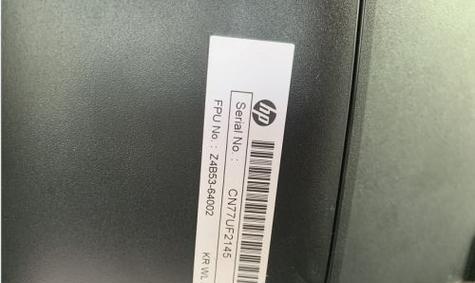 hp
Serial No. : CN77UF2145
FPU No. : Z4B53-64002
KR WL